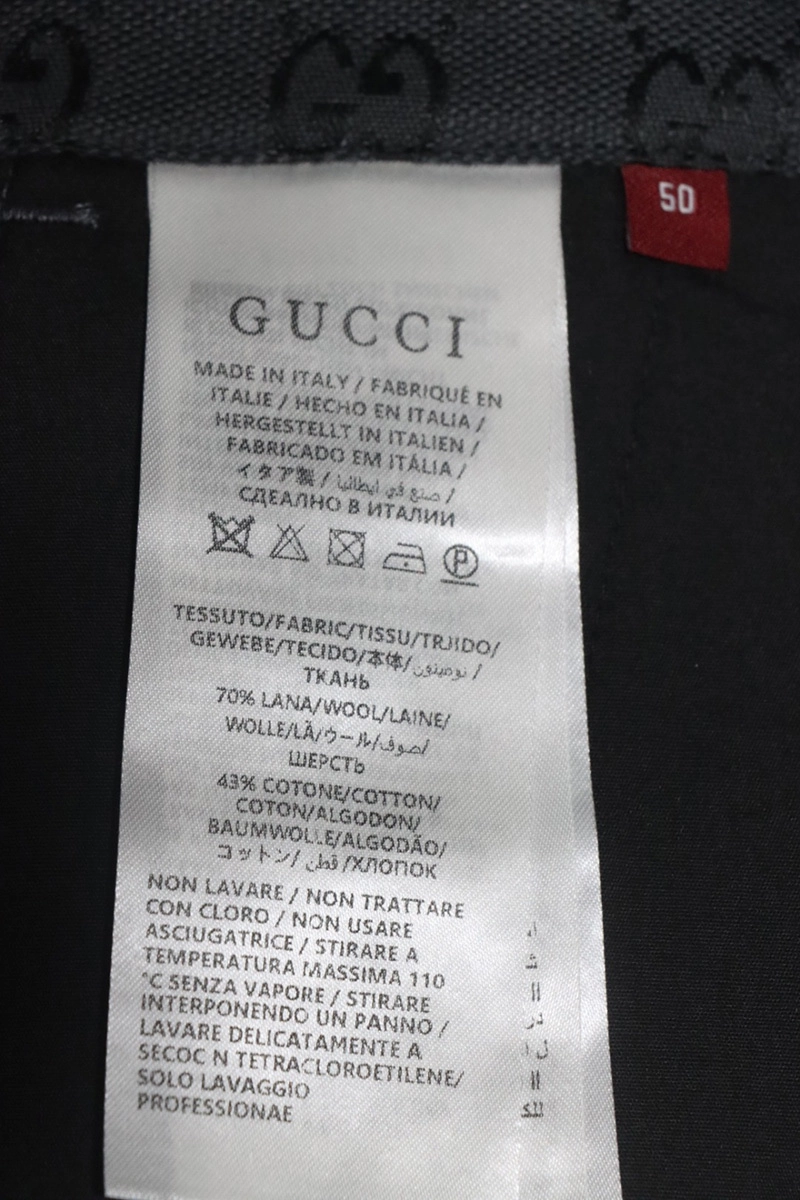 50
GUCCI
MADE IN ITALY / FABRIQUÉ EN
ITALIE / HECHO EN ITALIA /
HERGESTELLT IN ITALIEN /
FABRICADO EM ITÁLIA /
イタア製 / صنع في ايطاليا /
СДЕАЛНО В ИТАЛИИ
P
TESSUTO/FABRIC/TISSU/TRJIDO/
GEWEBE/TECIDO/本体/ /
ТКАНЬ
70% LANA/WOOL/LAINE/
WOLLE/LÃ/ウール/صوف/
ШЕРСТЬ
43% COTONE/COTTON/
COTON/ALGODON/
BAUMWOLLE/ALGODÃO/
コットン/ قطن /ХЛОПОК
NON LAVARE / NON TRATTARE
CON CLORO / NON USARE
ASCIUGATRICE / STIRARE A
TEMPERATURA MASSIMA 110
°C SENZA VAPORE / STIRARE
INTERPONENDO UN PANNO /
LAVARE DELICATAMENTE A
SECOC N TETRACLOROETILENE/
SOLO LAVAGGIO
PROFESSIONAE